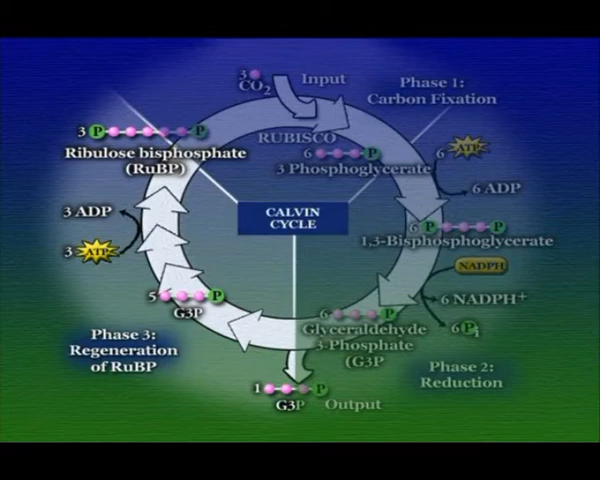 3 CO2
Input
Phase 1:
Carbon Fixation
3 P P
Ribulose bisphosphate
(RuBP)
RUBISCO
6 P
3 Phosphoglycerate
6 ATP
6 ADP
CALVIN
CYCLE
3 ADP
3 ATP
6 P P
1,3-Bisphosphoglycerate
NADPH
6 NADPH+
6 Pi
5 P
G3P
6 P
Glyceraldehyde
3-Phosphate
(G3P
Phase 3:
Regeneration
of RuBP
Phase 2:
Reduction
1 P
G3P
Output